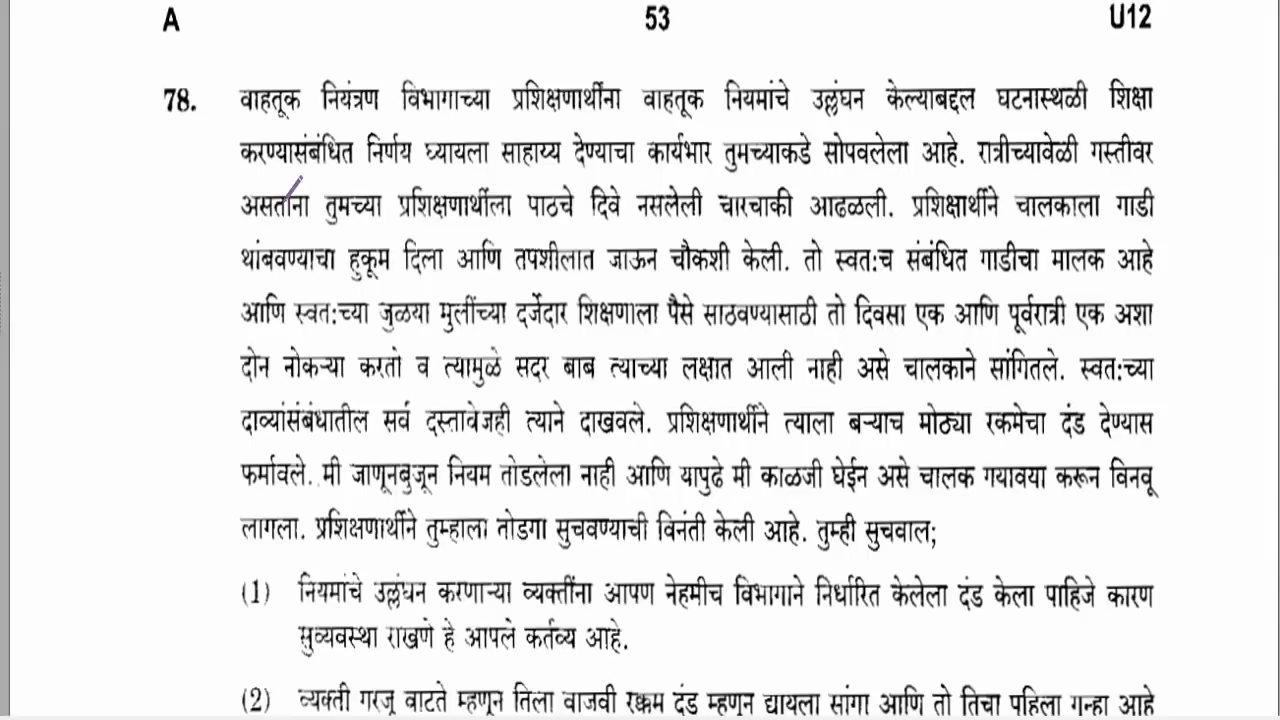 A 53 U12
78. वाहतूक नियंत्रण विभागाच्या प्रशिक्षणार्थींना वाहतूक नियमांचे उल्लंघन केल्याबद्दल घटनास्थळी शिक्षा
करण्यासंबंधित निर्णय घ्यायला साहाय्य देण्याचा कार्यभार तुमच्याकडे सोपवलेला आहे. रात्रीच्यावेळी गस्तीवर
असतांना तुमच्या प्रशिक्षणार्थीला पाठचे दिवे नसलेली चारचाकी आढळली. प्रशिक्षार्थीने चालकाला गाडी
थांबवण्याचा हुकूम दिला आणि तपशीलात जाऊन चौकशी केली. तो स्वत:च संबंधित गाडीचा मालक आहे
आणि स्वत:च्या जुळया मुलींच्या दर्जेदार शिक्षणाला पैसे साठवण्यासाठी तो दिवसा एक आणि पूर्वरात्री एक अशा
दोन नोकऱ्या करतो व त्यामुळे सदर बाब त्याच्या लक्षात आली नाही असे चालकाने सांगितले. स्वत:च्या
दाव्यांसंबंधातील सर्व दस्तावेजही त्याने दाखवले. प्रशिक्षणार्थीने त्याला बऱ्याच मोठ्या रकमेचा दंड देण्यास
फर्मावले. मी जाणूनबुजून नियम तोडलेला नाही आणि यापुढे मी काळजी घेईन असे चालक गयावया करून विनवू
लागला. प्रशिक्षणार्थीने तुम्हाला तोडगा सुचवण्याची विनंती केली आहे. तुम्ही सुचवाल;
(1) नियमांचे उल्लंघन करणाऱ्या व्यक्तींना आपण नेहमीच विभागाने निर्धारित केलेला दंड केला पाहिजे कारण
सुव्यवस्था राखणे हे आपले कर्तव्य आहे.
(2) व्यक्ती गरजू वाटते म्हणून तिला वाजवी रक्कम दंड म्हणून द्यायला सांगा आणि तो तिचा पहिला गुन्हा आहे